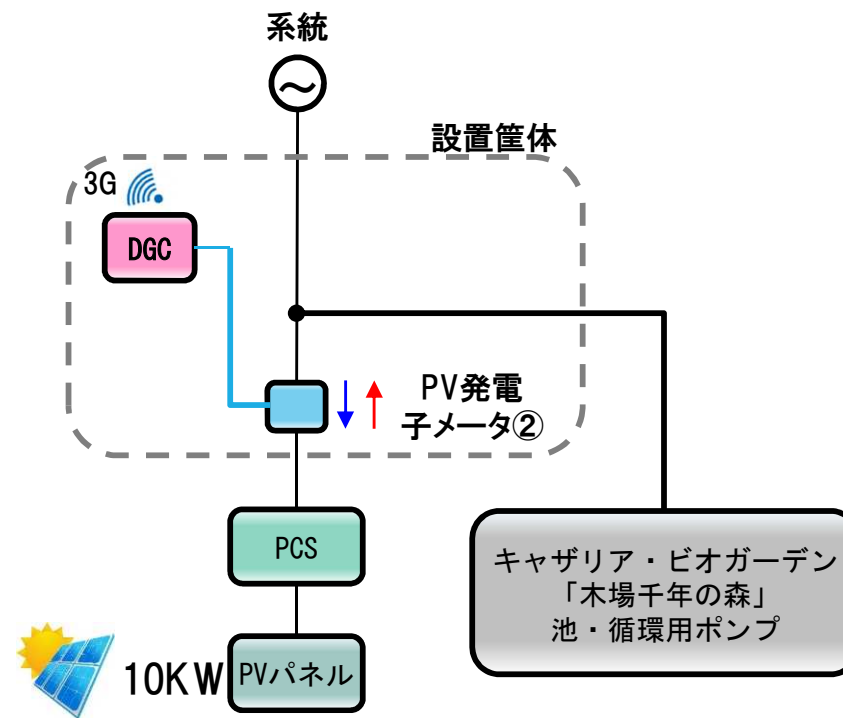 系統
設置筐体
3G
DGC
PV発電
子メータ②
PCS
キャザリア・ビオガーデン
「木場千年の森」
池・循環用ポンプ
10KW
PVパネル